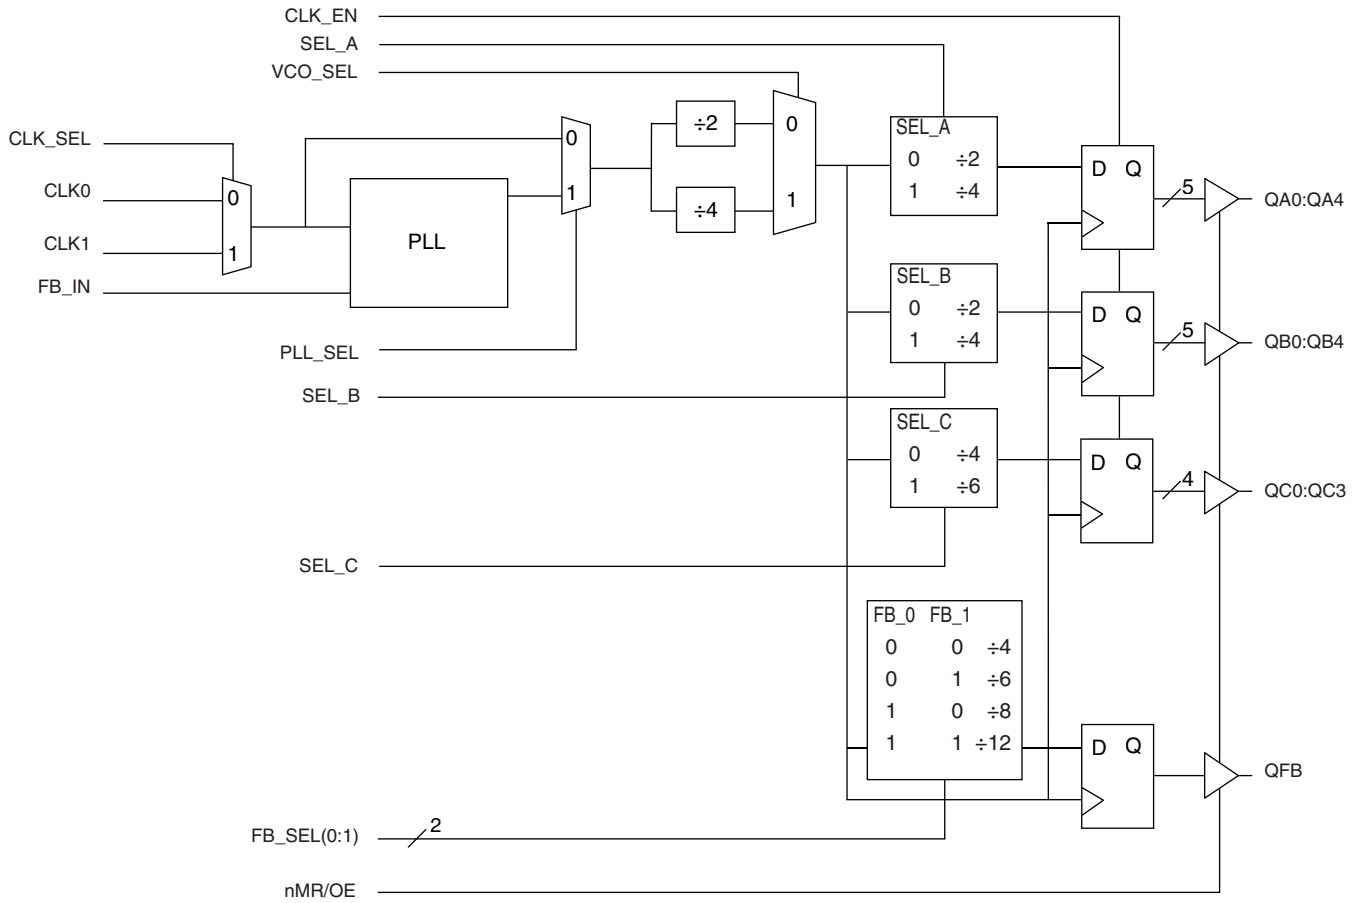 CLK_EN
SEL_A
VCO_SEL
CLK_SEL
CLK0
CLK1
FB_IN
0
1
PLL
0
1
PLL_SEL
÷2
÷4
0
1
SEL_A
0 ÷2
1 ÷4
D Q
5
QA0:QA4
SEL_B
SEL_B
0 ÷2
1 ÷4
D Q
5
QB0:QB4
SEL_C
SEL_C
0 ÷4
1 ÷6
D Q
4
QC0:QC3
FB_0 FB_1
0 0 ÷4
0 1 ÷6
1 0 ÷8
1 1 ÷12
D Q
QFB
FB_SEL(0:1)
2
nMR/OE